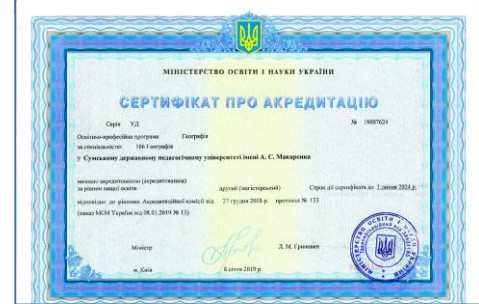 МІНІСТЕРСТВО ОСВІТИ І НАУКИ УКРАЇНИ
СЕРТИФІКАТ ПРО АКРЕДИТАЦІЮ
Серія УД № 19007624
Освітньо-професійна програма Географія
за спеціальністю 106 Географія
у Сумському державному педагогічному університеті імені А. С. Макаренка
визнано акредитованою (акредитованим)
за рівнем вищої освіти другий (магістерський) Строк дії сертифіката до 1 липня 2024 р.
відповідно до рішення Акредитаційної комісії від 27 грудня 2018 р. протокол № 133
(наказ МОН України від 08.01.2019 № 13)
Міністр Л. М. Гриневич
м. Київ 8 січня 2019 р.